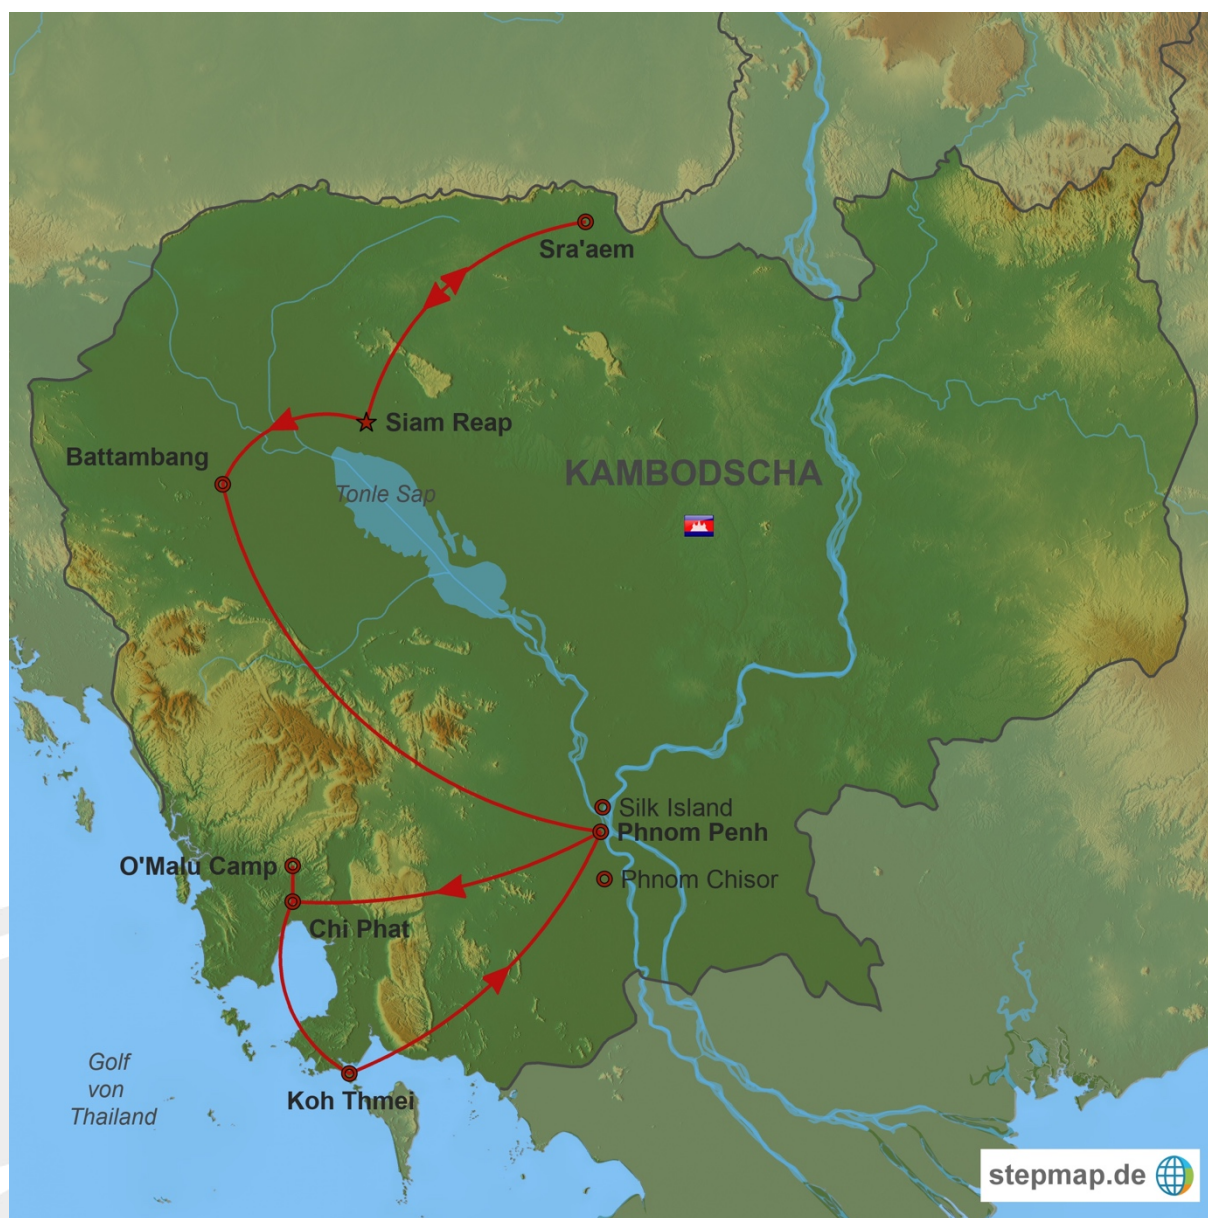 Sra'aem
Siam Reap
Battambang
KAMBODSCHA
Tonle Sap
Silk Island
Phnom Penh
O'Malu Camp
Phnom Chisor
Chi Phat
Golf
von
Thailand
Koh Thmei
stepmap.de